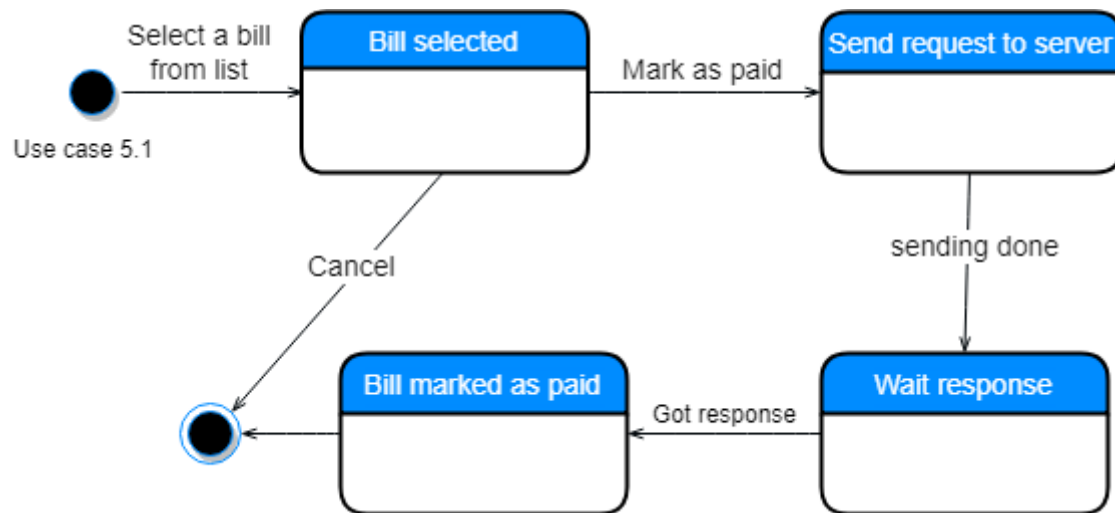 Select a bill
from list
Bill selected
Mark as paid
Send request to server
Use case 5.1
Cancel
sending done
Bill marked as paid
Got response
Wait response